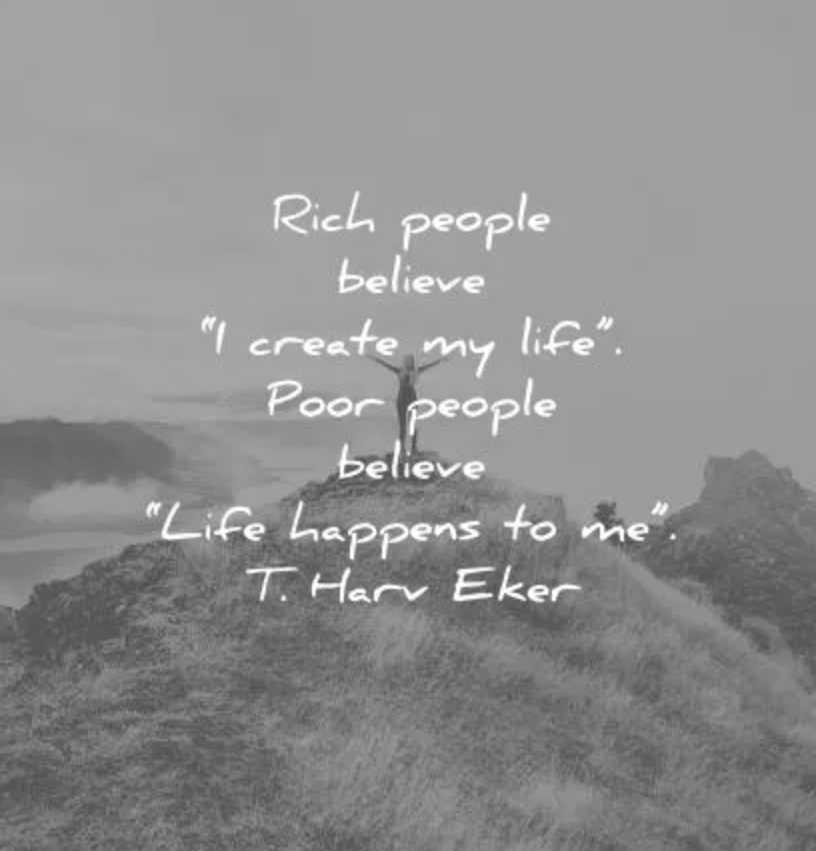 Rich people
believe
"I create my life".
Poor people
believe
"Life happens to me".
T. Harv Eker